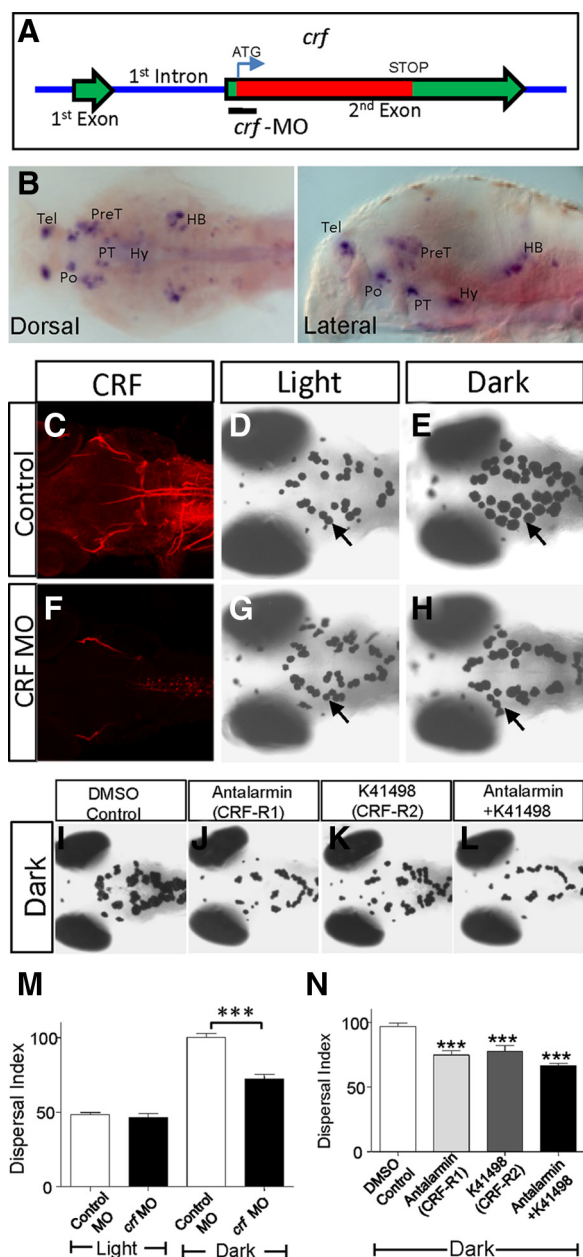 A
crf
ATG
1st Intron
STOP
1st Exon
2nd Exon
crf-MO
B
Tel
PreT
HB
PT
Hy
Po
Dorsal
Tel
PreT
HB
Po
PT
Hy
Lateral
CRF
Light
Dark
Control
C
D
E
CRF MO
F
G
H
DMSO
Control
Antalarmin
(CRF-R1)
K41498
(CRF-R2)
Antalarmin
+K41498
Dark
I
J
K
L
M
Dispersal Index
100
50
0
***
Control
MO
crf MO
Control
MO
crf MO
Light
Dark
N
Dispersal Index
100
50
0
***
***
***
DMSO
Control
Antalarmin
(CRF-R1)
K41498
(CRF-R2)
Antalarmin
+K41498
Dark